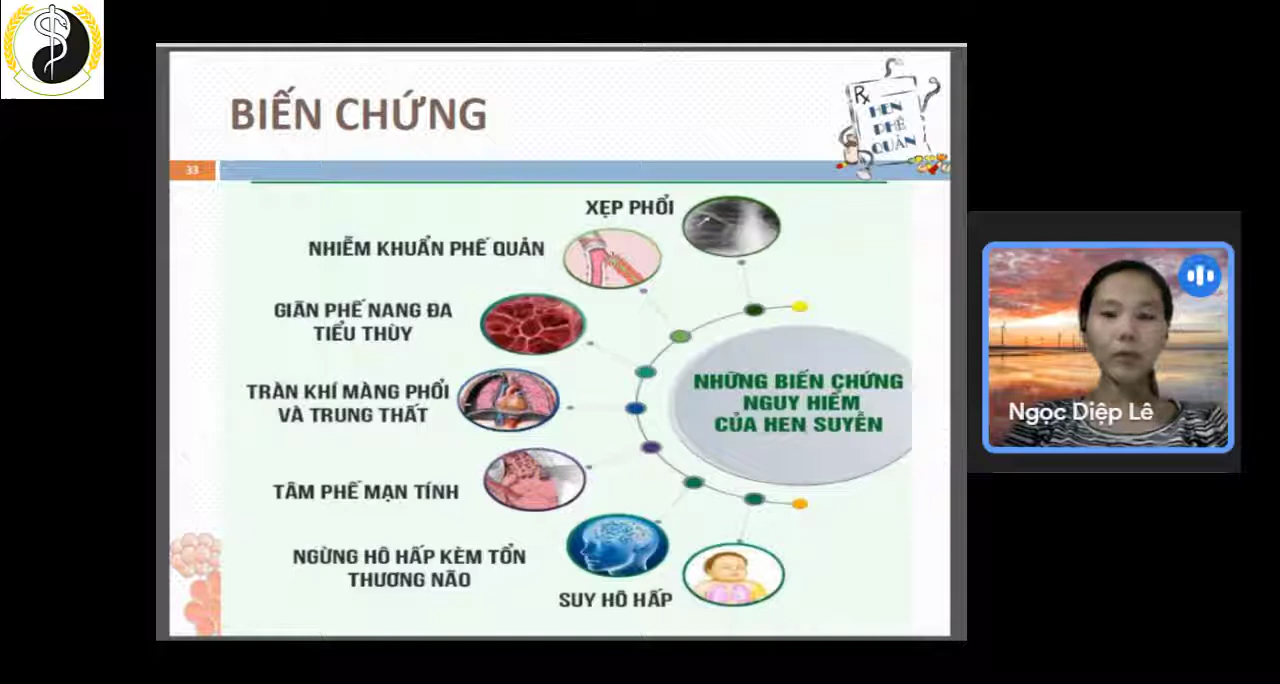 BIẾN CHỨNG
Rx
HEN
PHẾ
QUẢN
33
XẸP PHỔI
NHIỄM KHUẨN PHẾ QUẢN
GIÃN PHẾ NANG ĐA
TIỂU THÙY
TRÀN KHÍ MÀNG PHỔI
VÀ TRUNG THẤT
TÂM PHẾ MẠN TÍNH
NGỪNG HÔ HẤP KÈM TỔN
THƯƠNG NÃO
SUY HÔ HẤP
NHỮNG BIẾN CHỨNG
NGUY HIỂM
CỦA HEN SUYỄN
Ngọc Diệp Lê